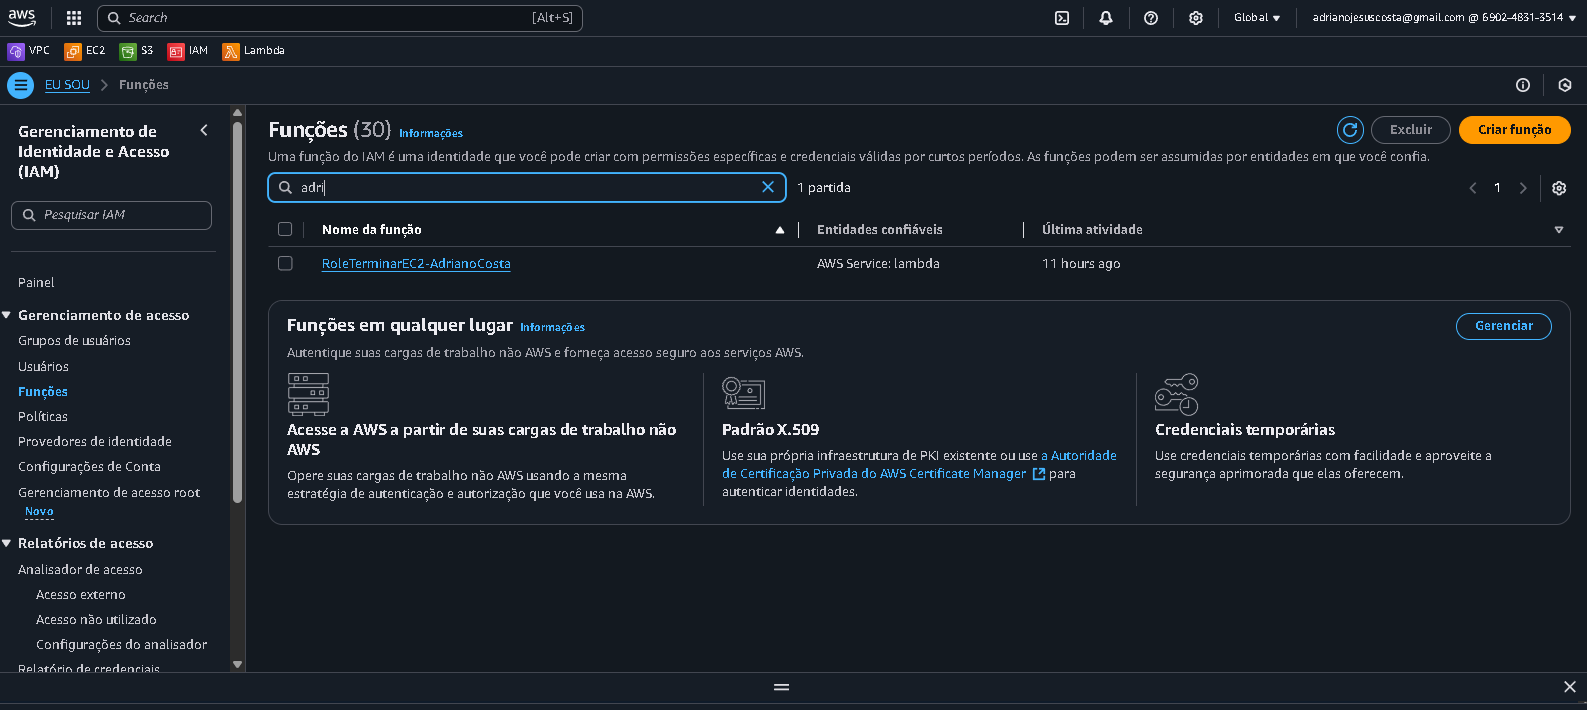 aws
Search [Alt+S]
Global
adrianojesuscosta@gmail.com @ 6902-4831-3514
VPC EC2 S3 IAM Lambda
EU SOU > Funções
Gerenciamento de
Identidade e Acesso
(IAM)
Pesquisar IAM
Painel
Gerenciamento de acesso
Grupos de usuários
Usuários
Funções
Políticas
Provedores de identidade
Configurações de Conta
Gerenciamento de acesso root
Novo
Relatórios de acesso
Analisador de acesso
Acesso externo
Acesso não utilizado
Configurações do analisador
Relatório de credenciais
Funções (30) Informações
Excluir
Criar função
Uma função do IAM é uma identidade que você pode criar com permissões específicas e credenciais válidas por curtos períodos. As funções podem ser assumidas por entidades em que você confia.
adri
1 partida
1
Nome da função Entidades confiáveis Última atividade
RoleTerminarEC2-AdrianoCosta AWS Service: lambda 11 hours ago
Funções em qualquer lugar Informações
Gerenciar
Autentique suas cargas de trabalho não AWS e forneça acesso seguro aos serviços AWS.
Acesse a AWS a partir de suas cargas de trabalho não
AWS
Opere suas cargas de trabalho não AWS usando a mesma
estratégia de autenticação e autorização que você usa na AWS.
Padrão X.509
Use sua própria infraestrutura de PKI existente ou use a Autoridade
de Certificação Privada do AWS Certificate Manager para
autenticar identidades.
Credenciais temporárias
Use credenciais temporárias com facilidade e aproveite a
segurança aprimorada que elas oferecem.